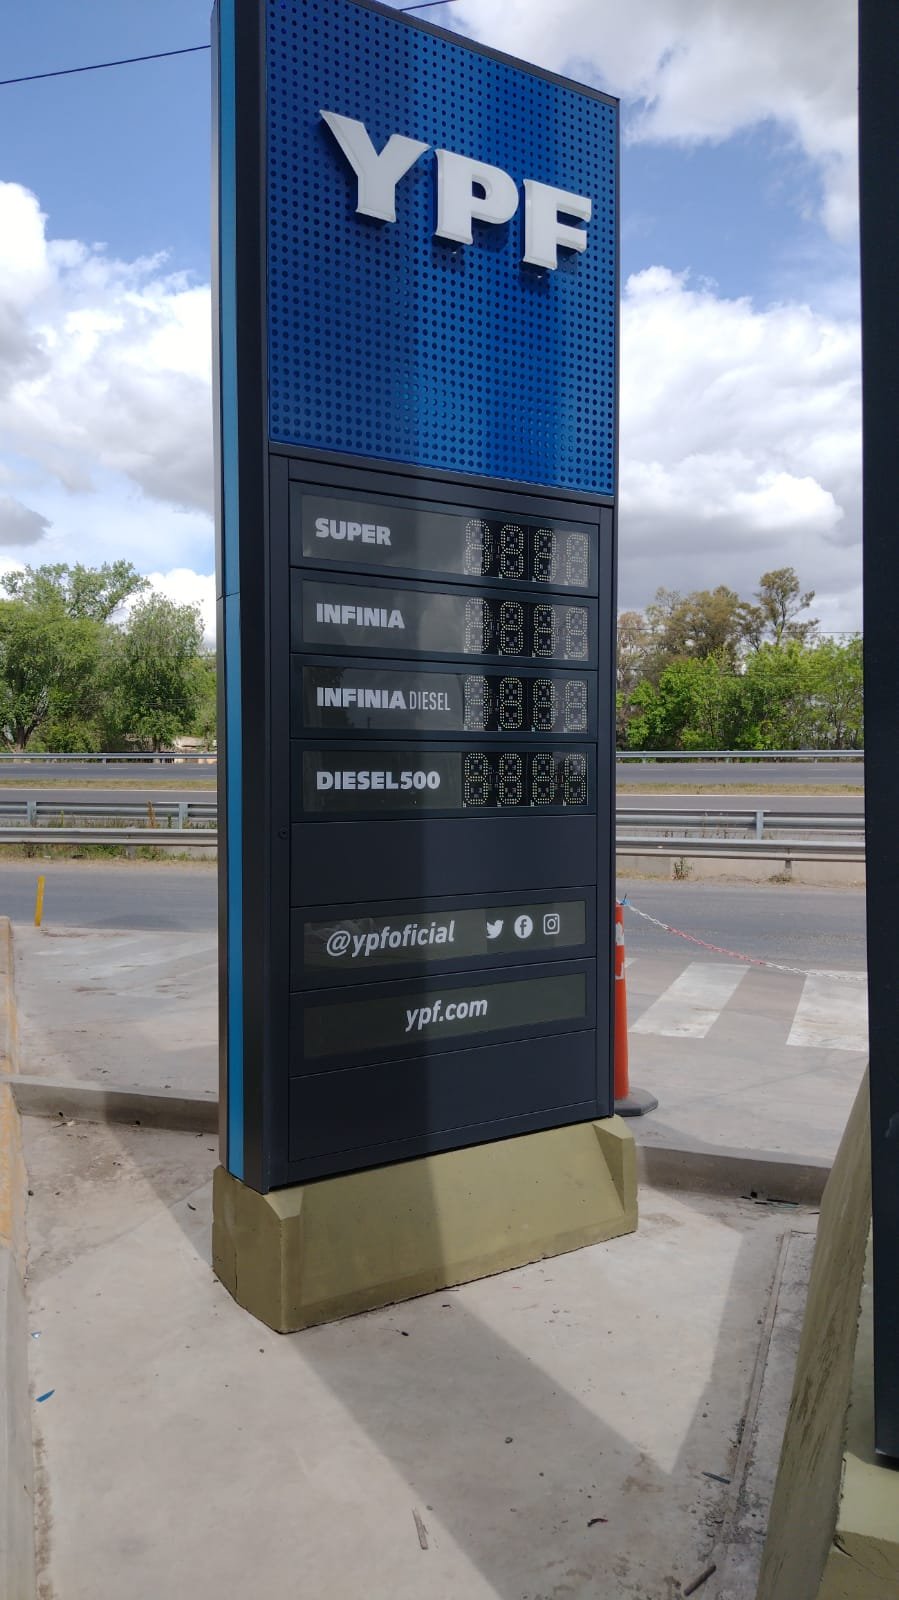 YPF
SUPER
INFINIA
INFINIA DIESEL
DIESEL500
@ypfoficial
ypf.com